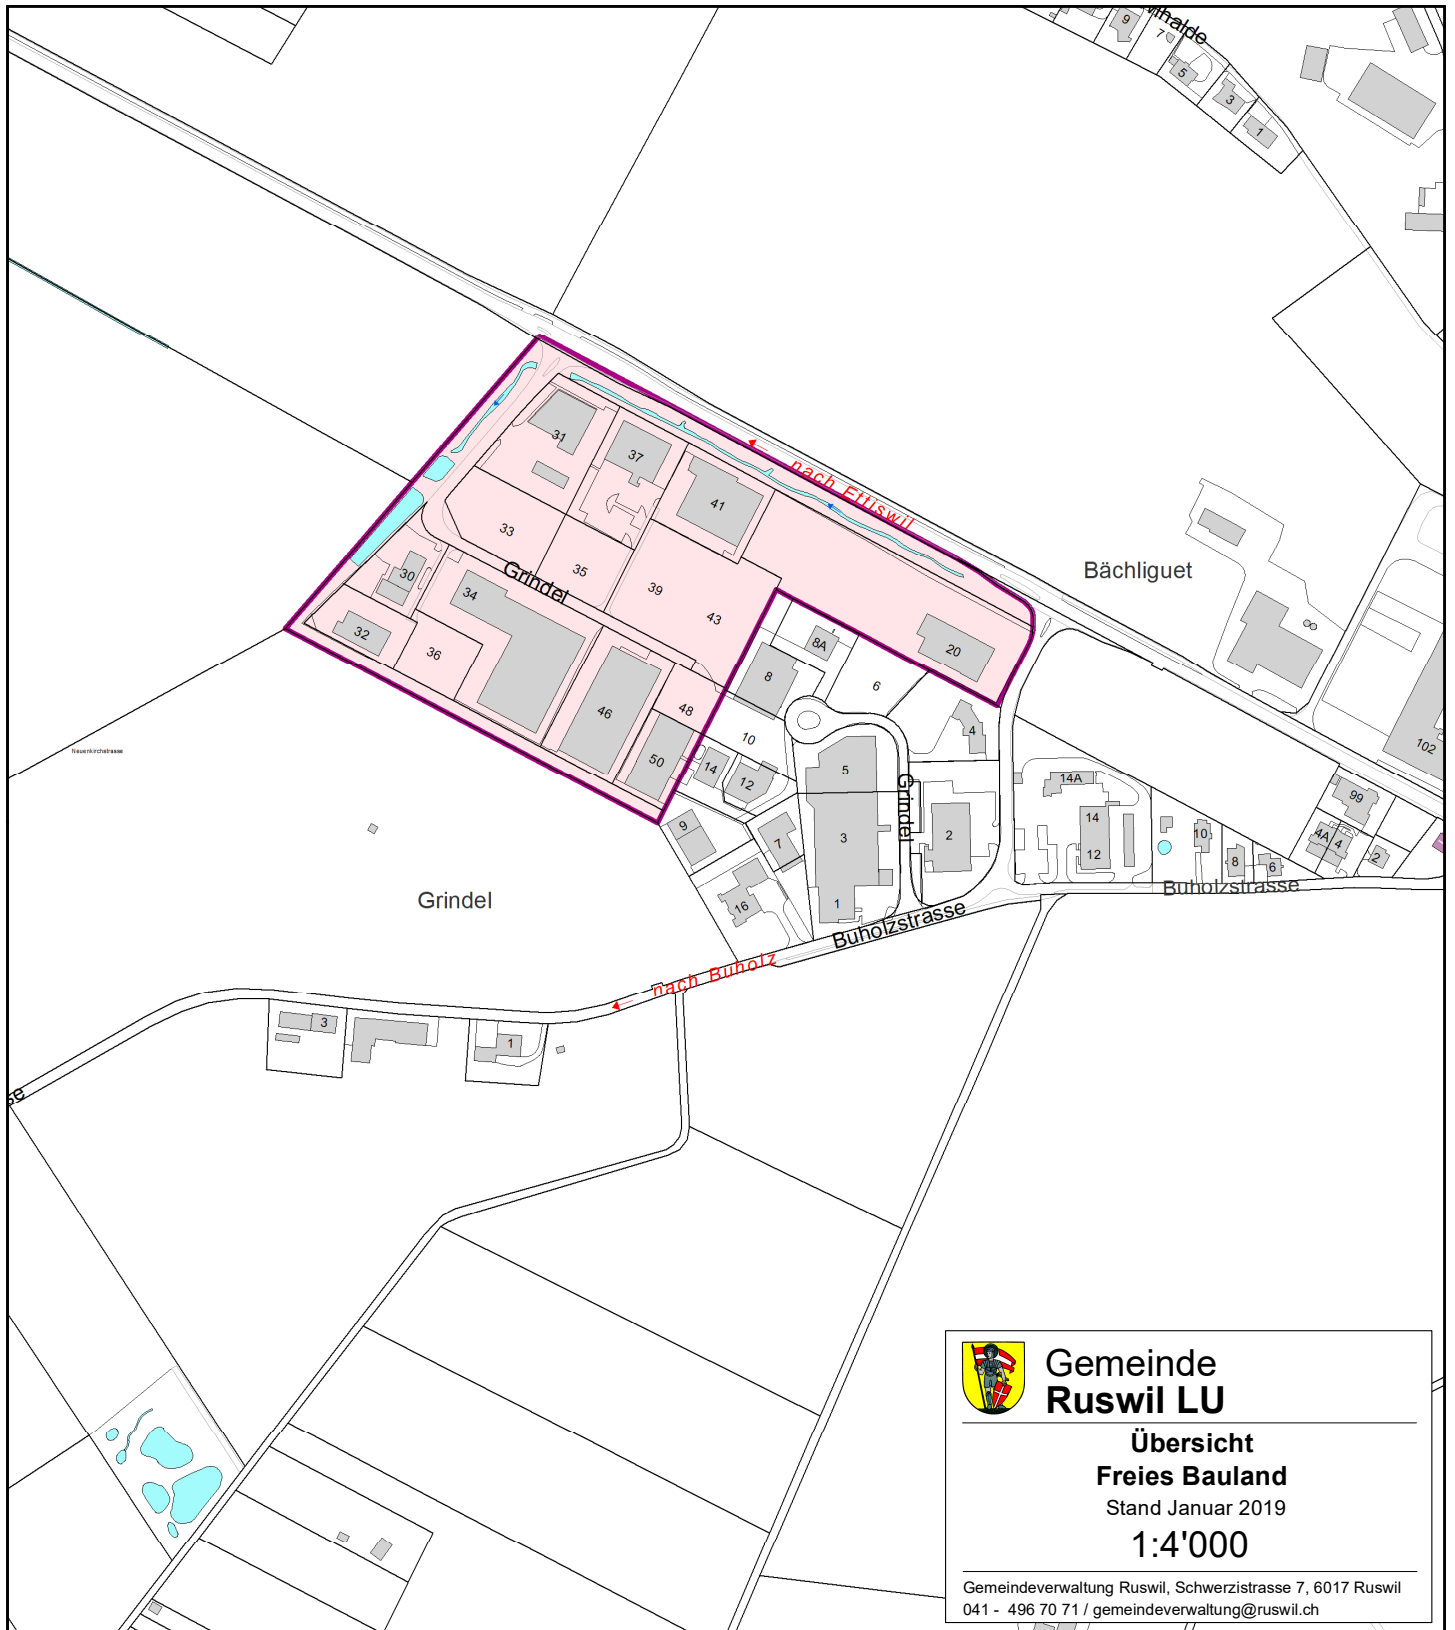 9
7
5
3
1
31
37
41
nach Ettiswil
33
35
39
43
Grindel
30
34
32
36
46
48
50
20
8A
8
6
4
10
14
12
Bächliguet
102
Neuenkirchstrasse
5
3
1
Grindel
2
9
7
16
14A
14
12
10
8
6
99
4A
4
2
Buholzstrasse
Buholzstrasse
Grindel
nach Buholz
3
1
se
Gemeinde
Ruswil LU
Übersicht
Freies Bauland
Stand Januar 2019
1:4'000
Gemeindeverwaltung Ruswil, Schwerzistrasse 7, 6017 Ruswil
041 - 496 70 71 / gemeindeverwaltung@ruswil.ch